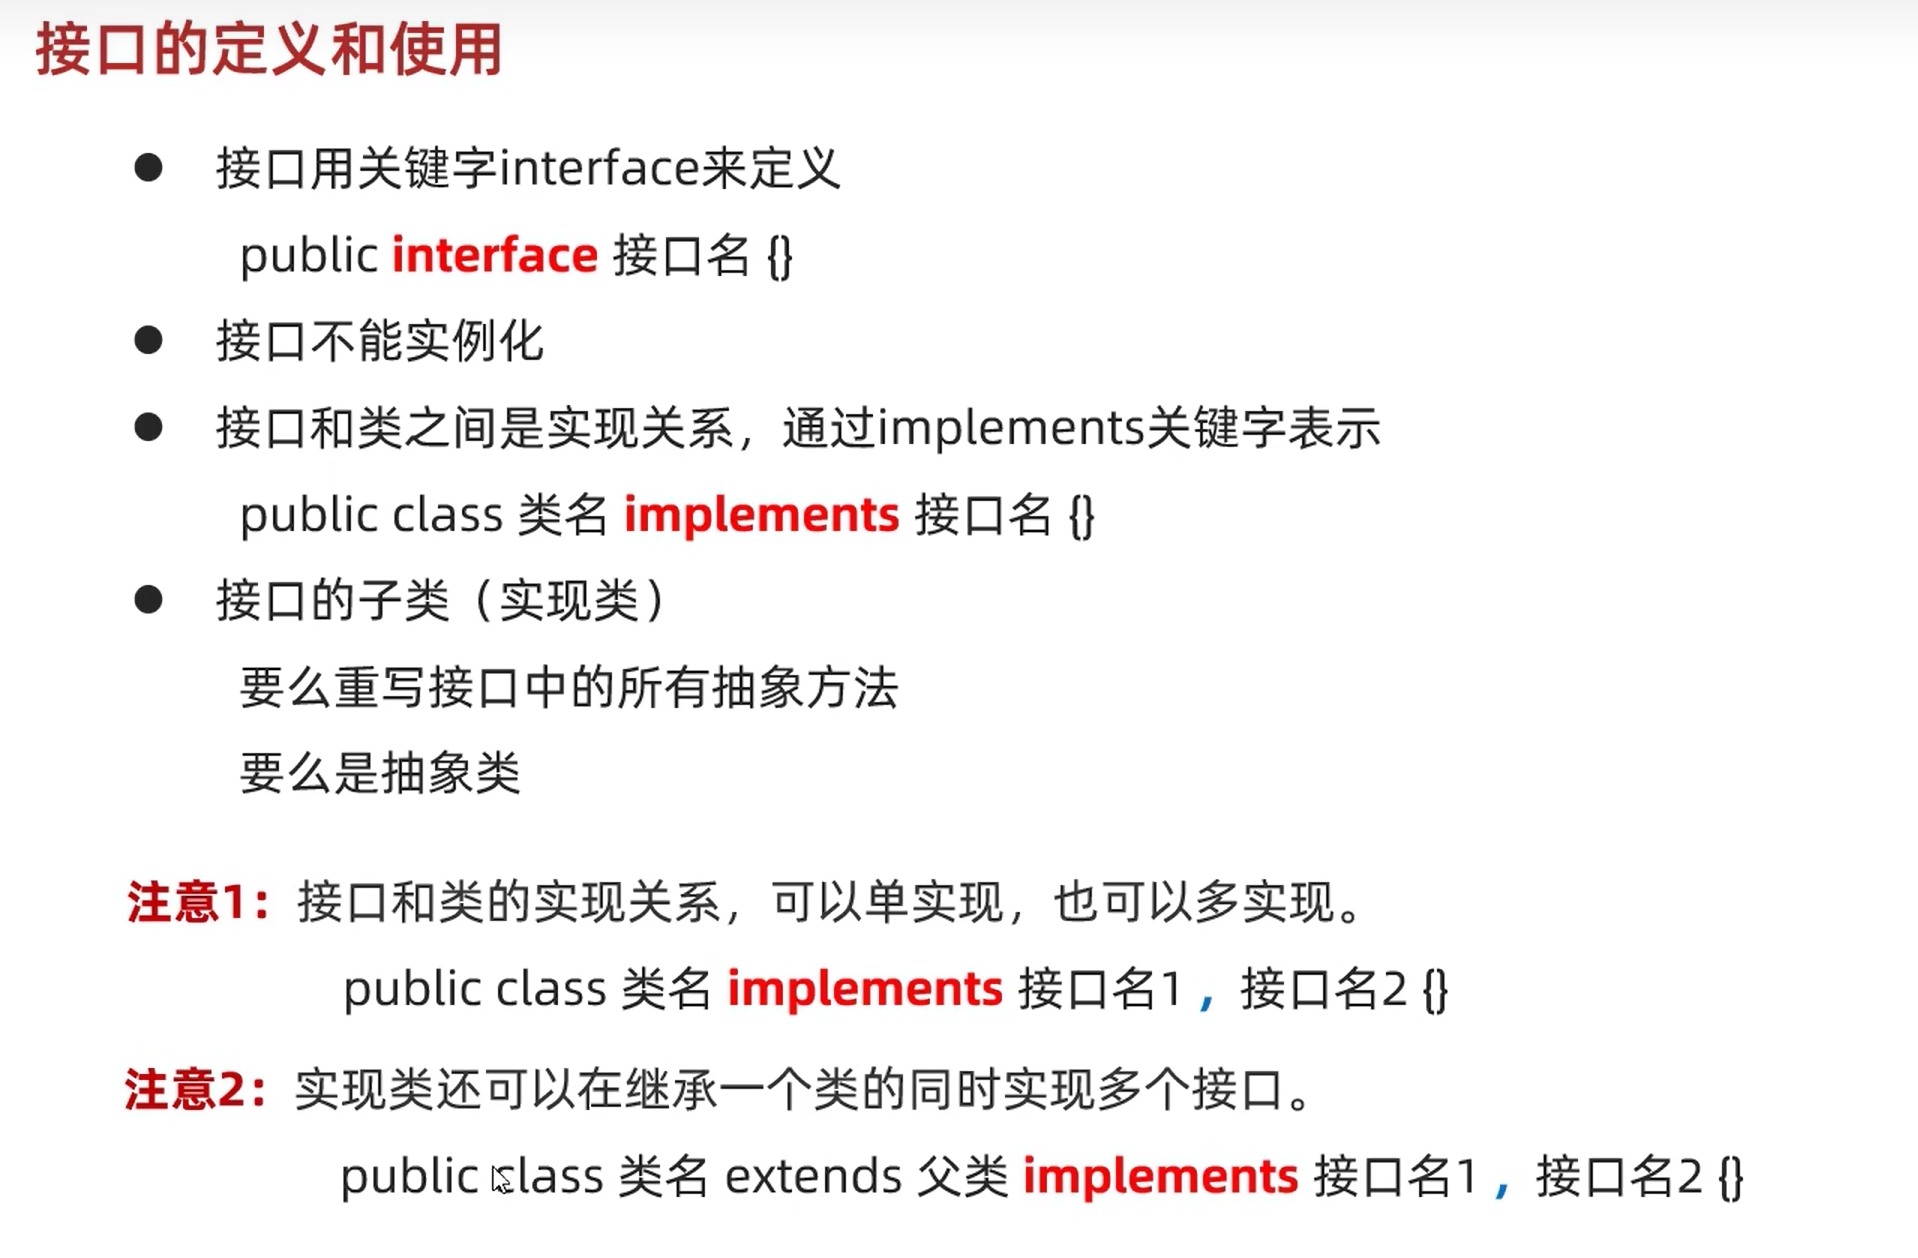 接口的定义和使用
接口用关键字interface来定义
public interface 接口名 {}
接口不能实例化
接口和类之间是实现关系，通过implements关键字表示
public class 类名 implements 接口名 {}
接口的子类（实现类）
要么重写接口中的所有抽象方法
要么是抽象类
注意1：接口和类的实现关系，可以单实现，也可以多实现。
public class 类名 implements 接口名1 ，接口名2 {}
注意2：实现类还可以在继承一个类的同时实现多个接口。
public class 类名 extends 父类 implements 接口名1 ，接口名2 {}